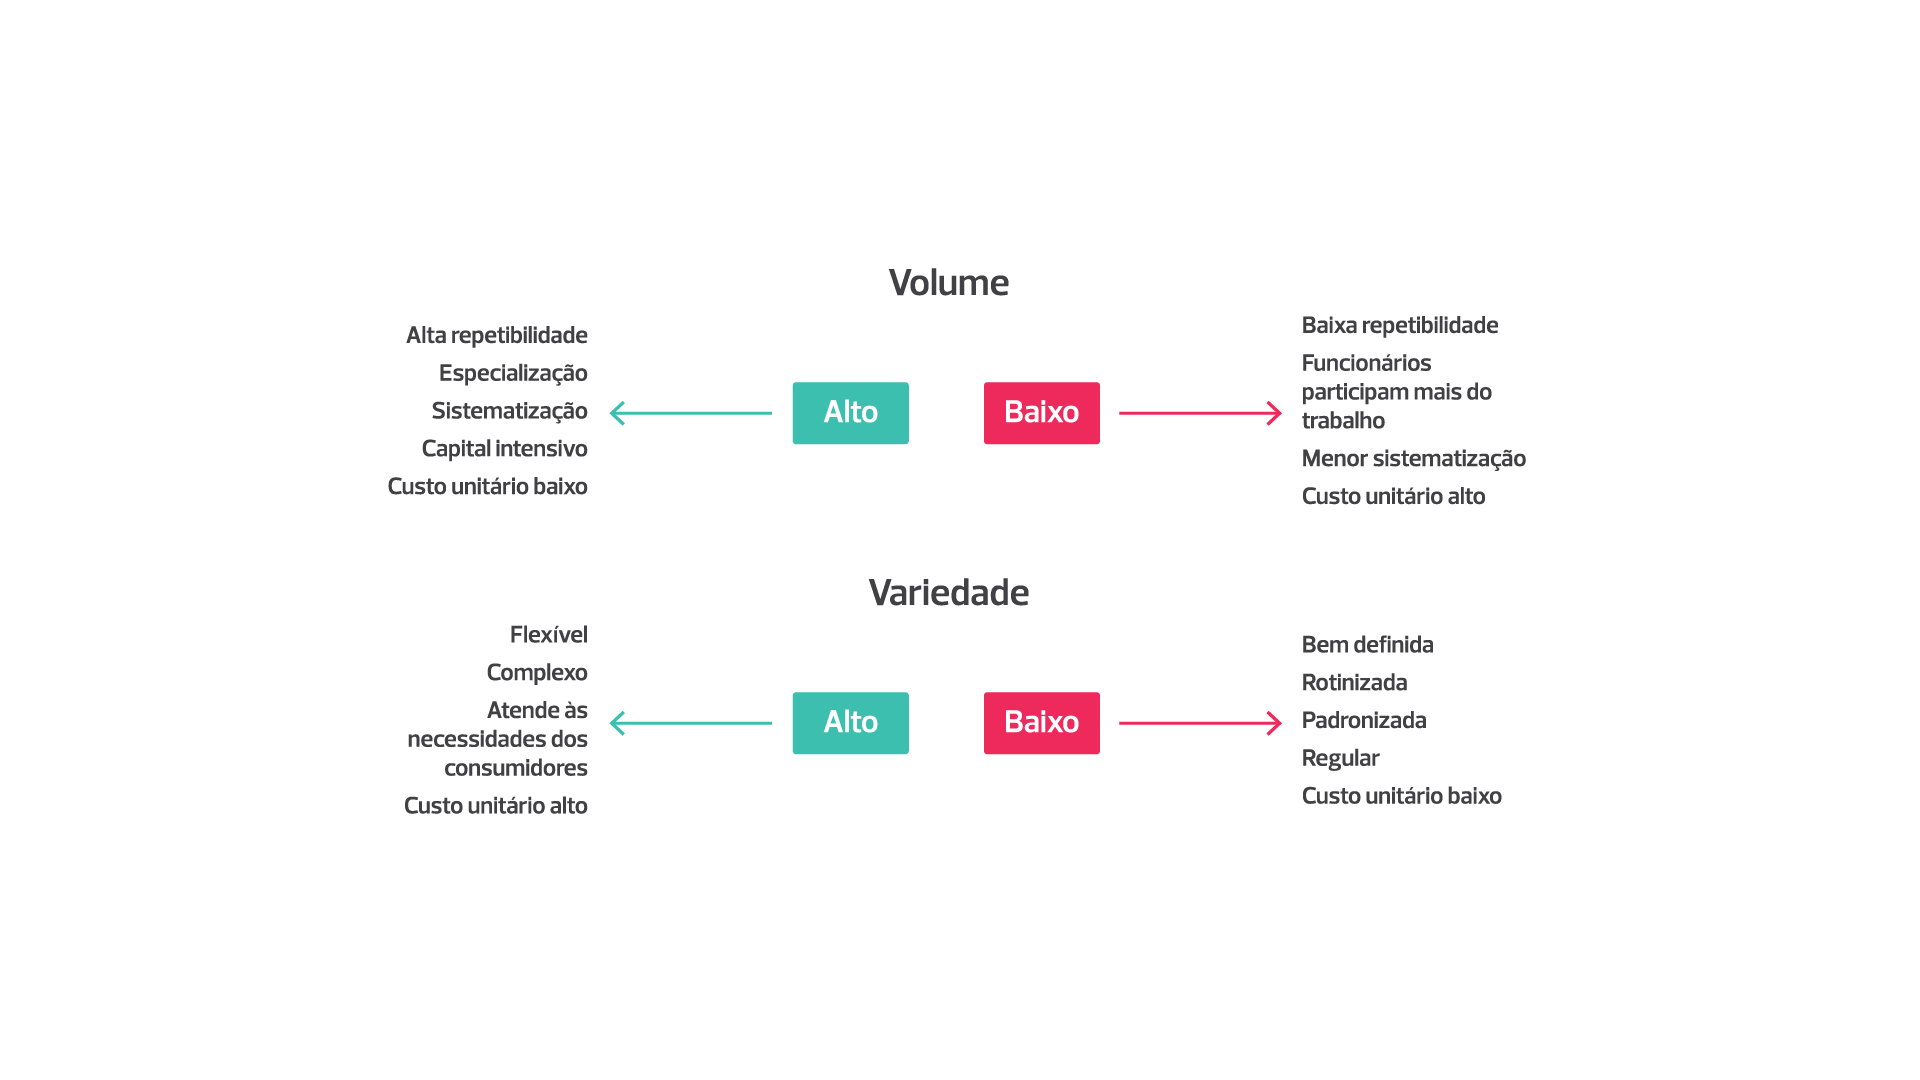 Volume
Alta repetibilidade
Especialização
Sistematização
Capital intensivo
Custo unitário baixo
Alto
Baixo
Baixa repetibilidade
Funcionários
participam mais do
trabalho
Menor sistematização
Custo unitário alto
Variedade
Flexível
Complexo
Atende às
necessidades dos
consumidores
Custo unitário alto
Alto
Baixo
Bem definida
Rotinizada
Padronizada
Regular
Custo unitário baixo